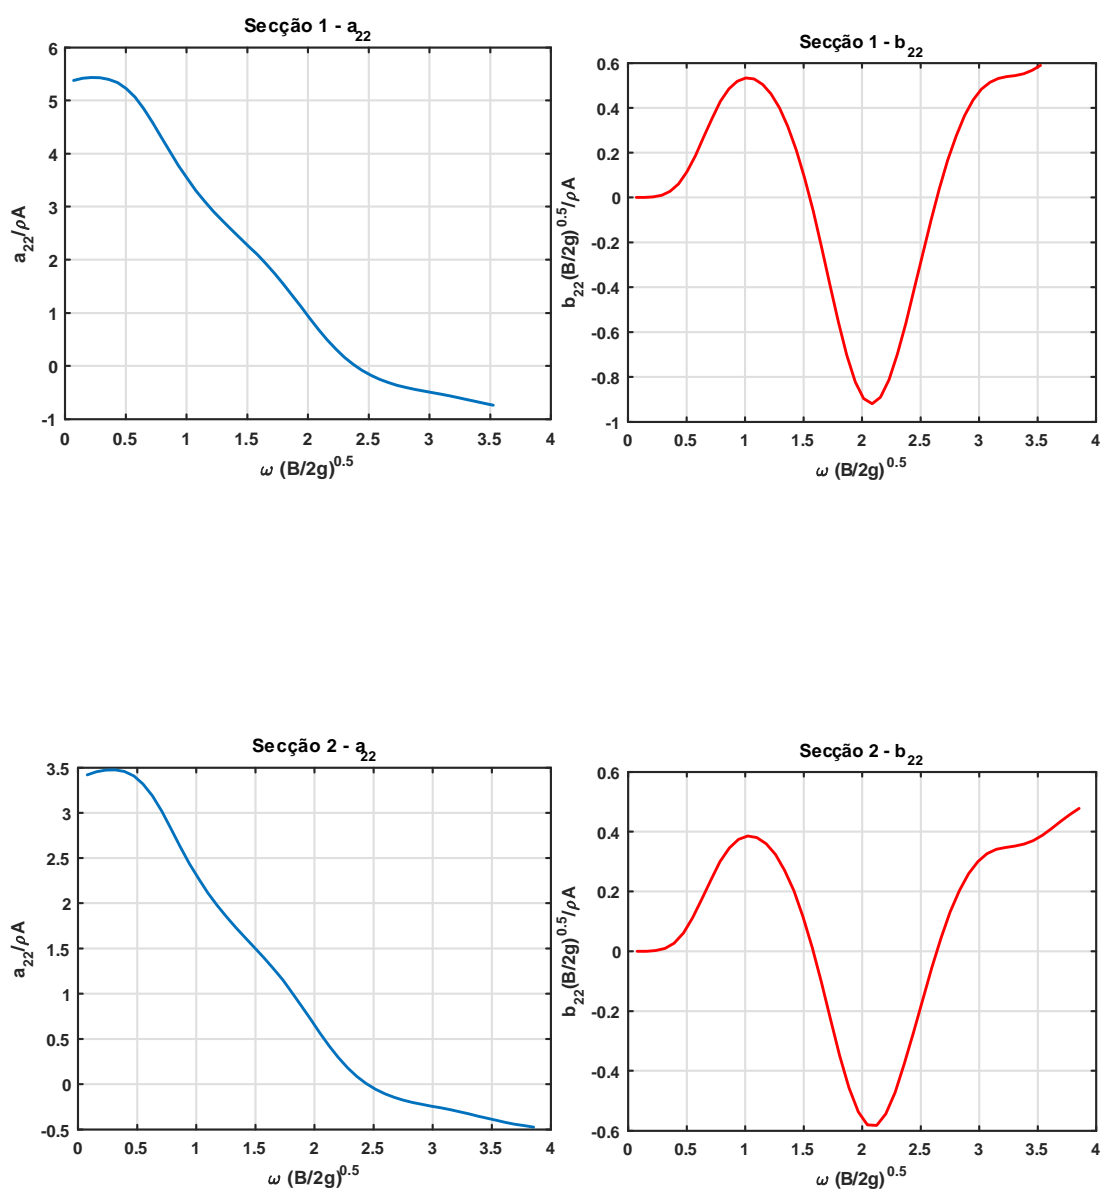 Secção 1 - a22
6
5
4
3
2
1
0
-1
a22/ρA
0 0.5 1 1.5 2 2.5 3 3.5 4
ω (B/2g)^0.5
Secção 1 - b22
0.6
0.4
0.2
0
-0.2
-0.4
-0.6
-0.8
-1
b22(B/2g)^0.5/ρA
0 0.5 1 1.5 2 2.5 3 3.5 4
ω (B/2g)^0.5
Secção 2 - a22
3.5
3
2.5
2
1.5
1
0.5
0
-0.5
a22/ρA
0 0.5 1 1.5 2 2.5 3 3.5 4
ω (B/2g)^0.5
Secção 2 - b22
0.6
0.4
0.2
0
-0.2
-0.4
-0.6
b22(B/2g)^0.5/ρA
0 0.5 1 1.5 2 2.5 3 3.5 4
ω (B/2g)^0.5